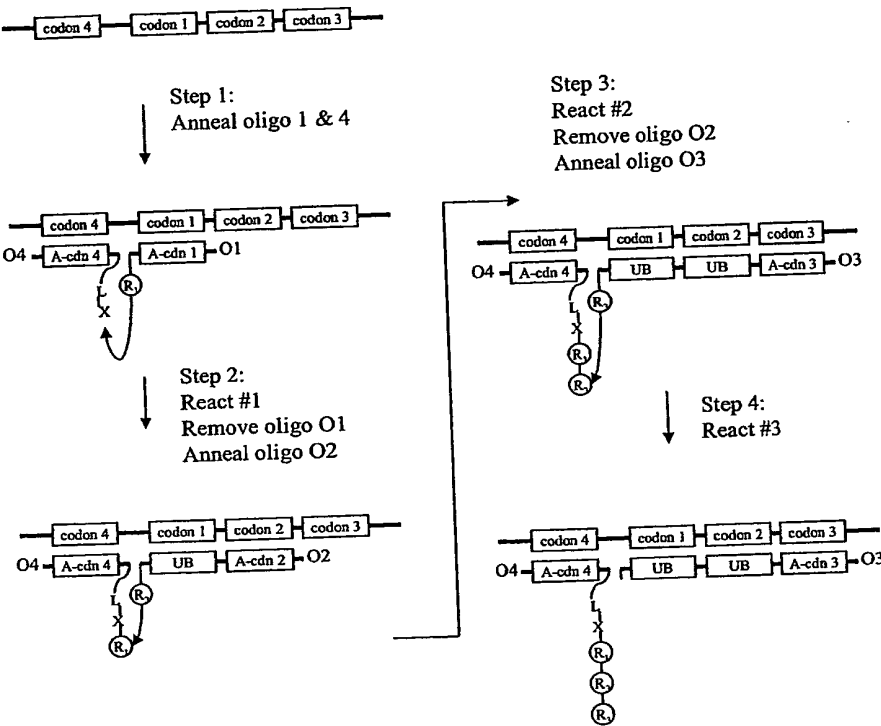 codon 4 codon 1 codon 2 codon 3
Step 1:
Anneal oligo 1 & 4
codon 4 codon 1 codon 2 codon 3
O4 A-cdn 4 A-cdn 1 O1
R₁
L
X
Step 2:
React #1
Remove oligo O1
Anneal oligo O2
codon 4 codon 1 codon 2 codon 3
O4 A-cdn 4 UB A-cdn 2 O2
R₂
L
X
R₁
Step 3:
React #2
Remove oligo O2
Anneal oligo O3
codon 4 codon 1 codon 2 codon 3
O4 A-cdn 4 UB UB A-cdn 3 O3
R₃
L
X
R₁
R₂
Step 4:
React #3
codon 4 codon 1 codon 2 codon 3
O4 A-cdn 4 UB UB A-cdn 3 O3
L
X
R₁
R₂
R₃